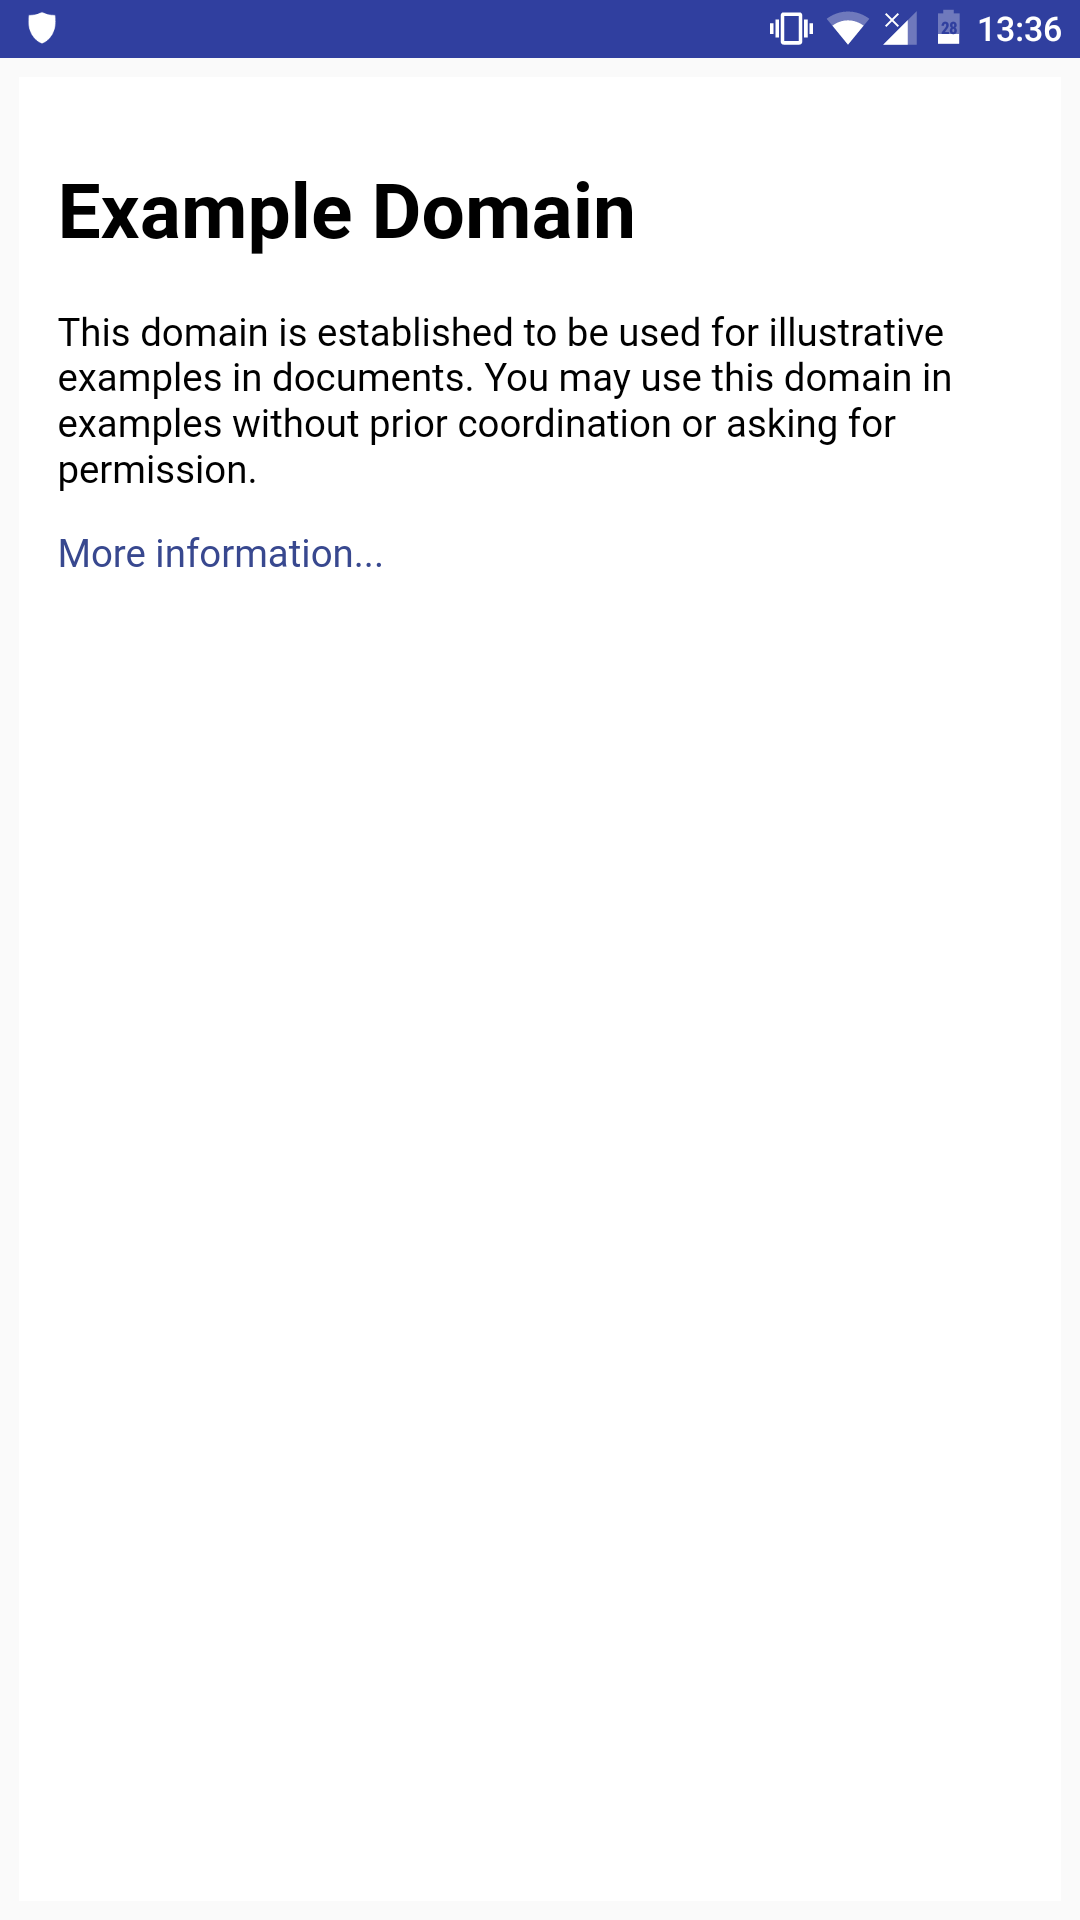 28 13:36
Example Domain
This domain is established to be used for illustrative
examples in documents. You may use this domain in
examples without prior coordination or asking for
permission.
More information...